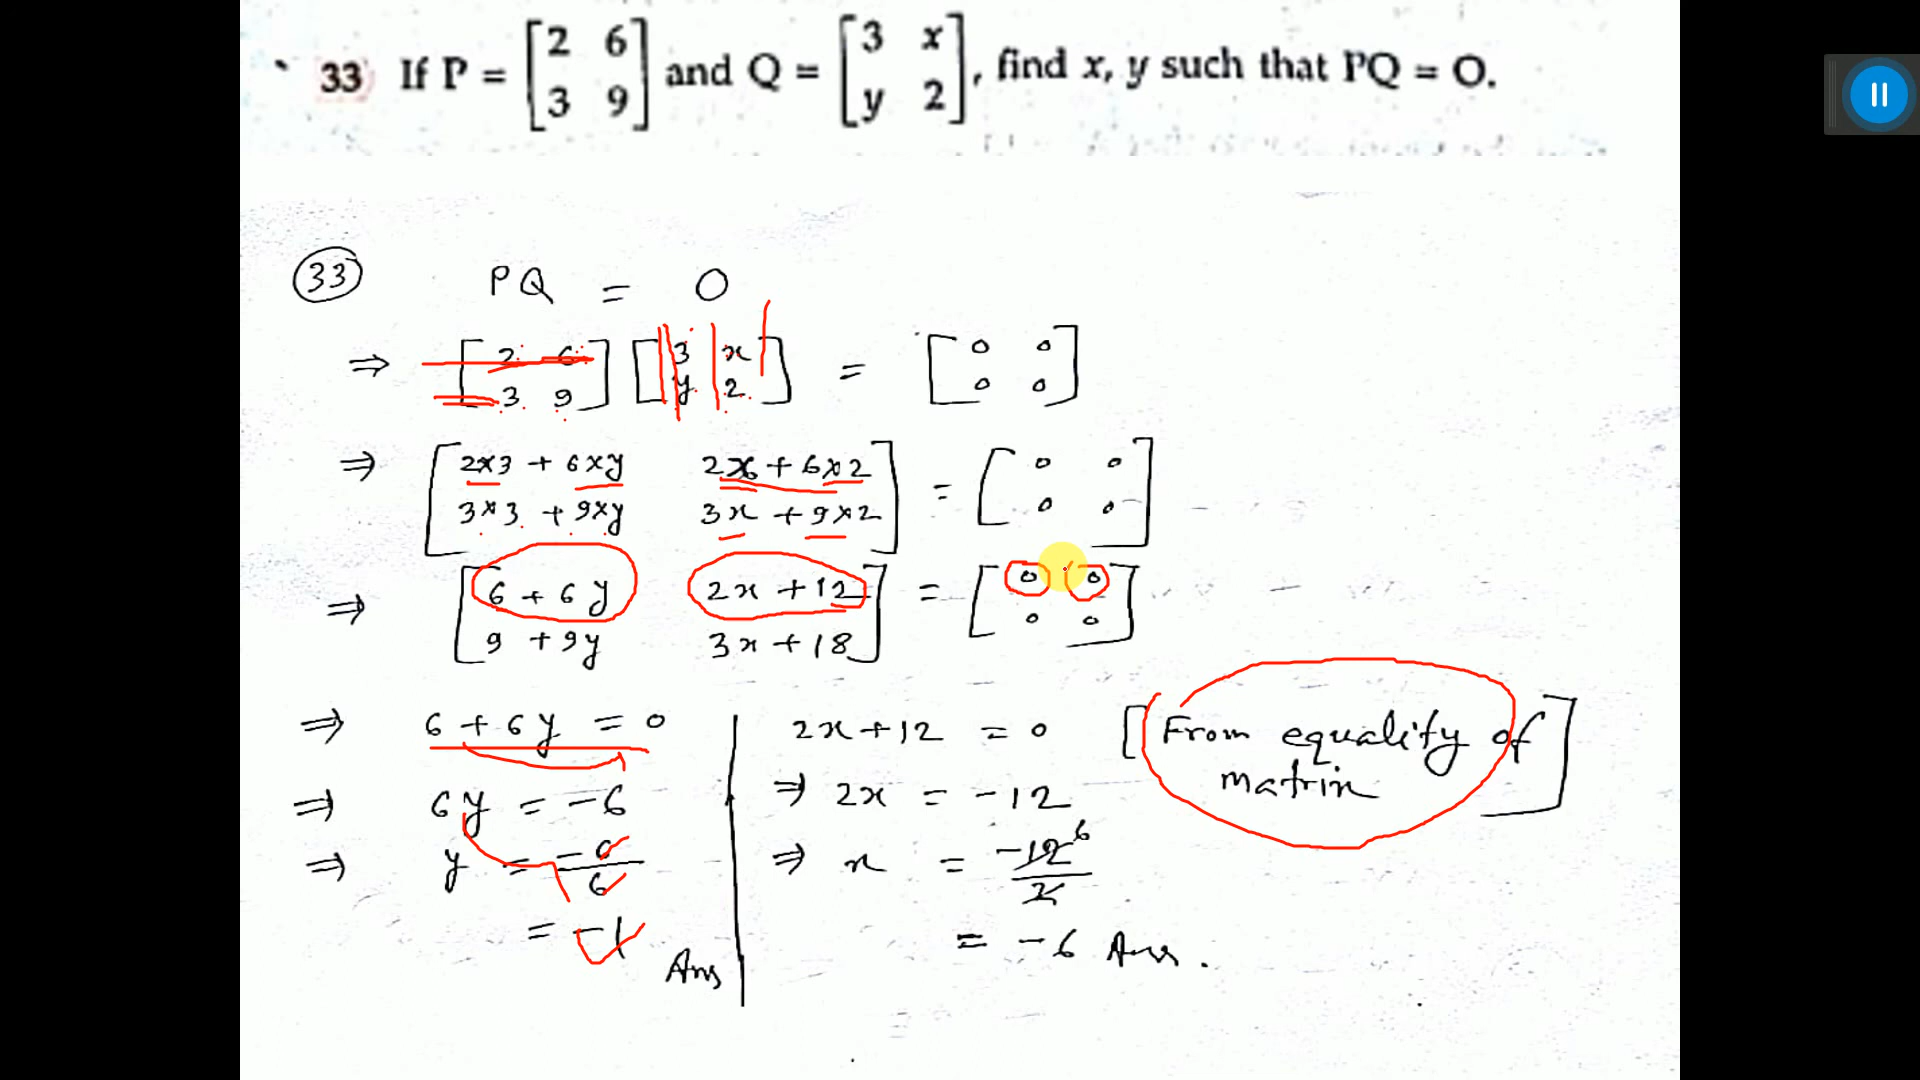 33 If P = [2 6 3 9] and Q = [3 x y 2], find x, y such that PQ = O.
33 PQ = O
⇒ [2 6 3 9] [3 x y 2] = [0 0 0 0]
⇒ [2×3 + 6×y 2x + 6×2
3×3 + 9×y 3x + 9×2] = [0 0 0 0]
⇒ [6 + 6y 2x + 12
9 + 9y 3x + 18] = [0 0 0 0]
⇒ 6 + 6y = 0
⇒ 6y = -6
⇒ y = -6/6
= -1 Ans
2x + 12 = 0 [From equality of
matrix]
⇒ 2x = -12
⇒ x = -12/2 6
= -6 Ans.